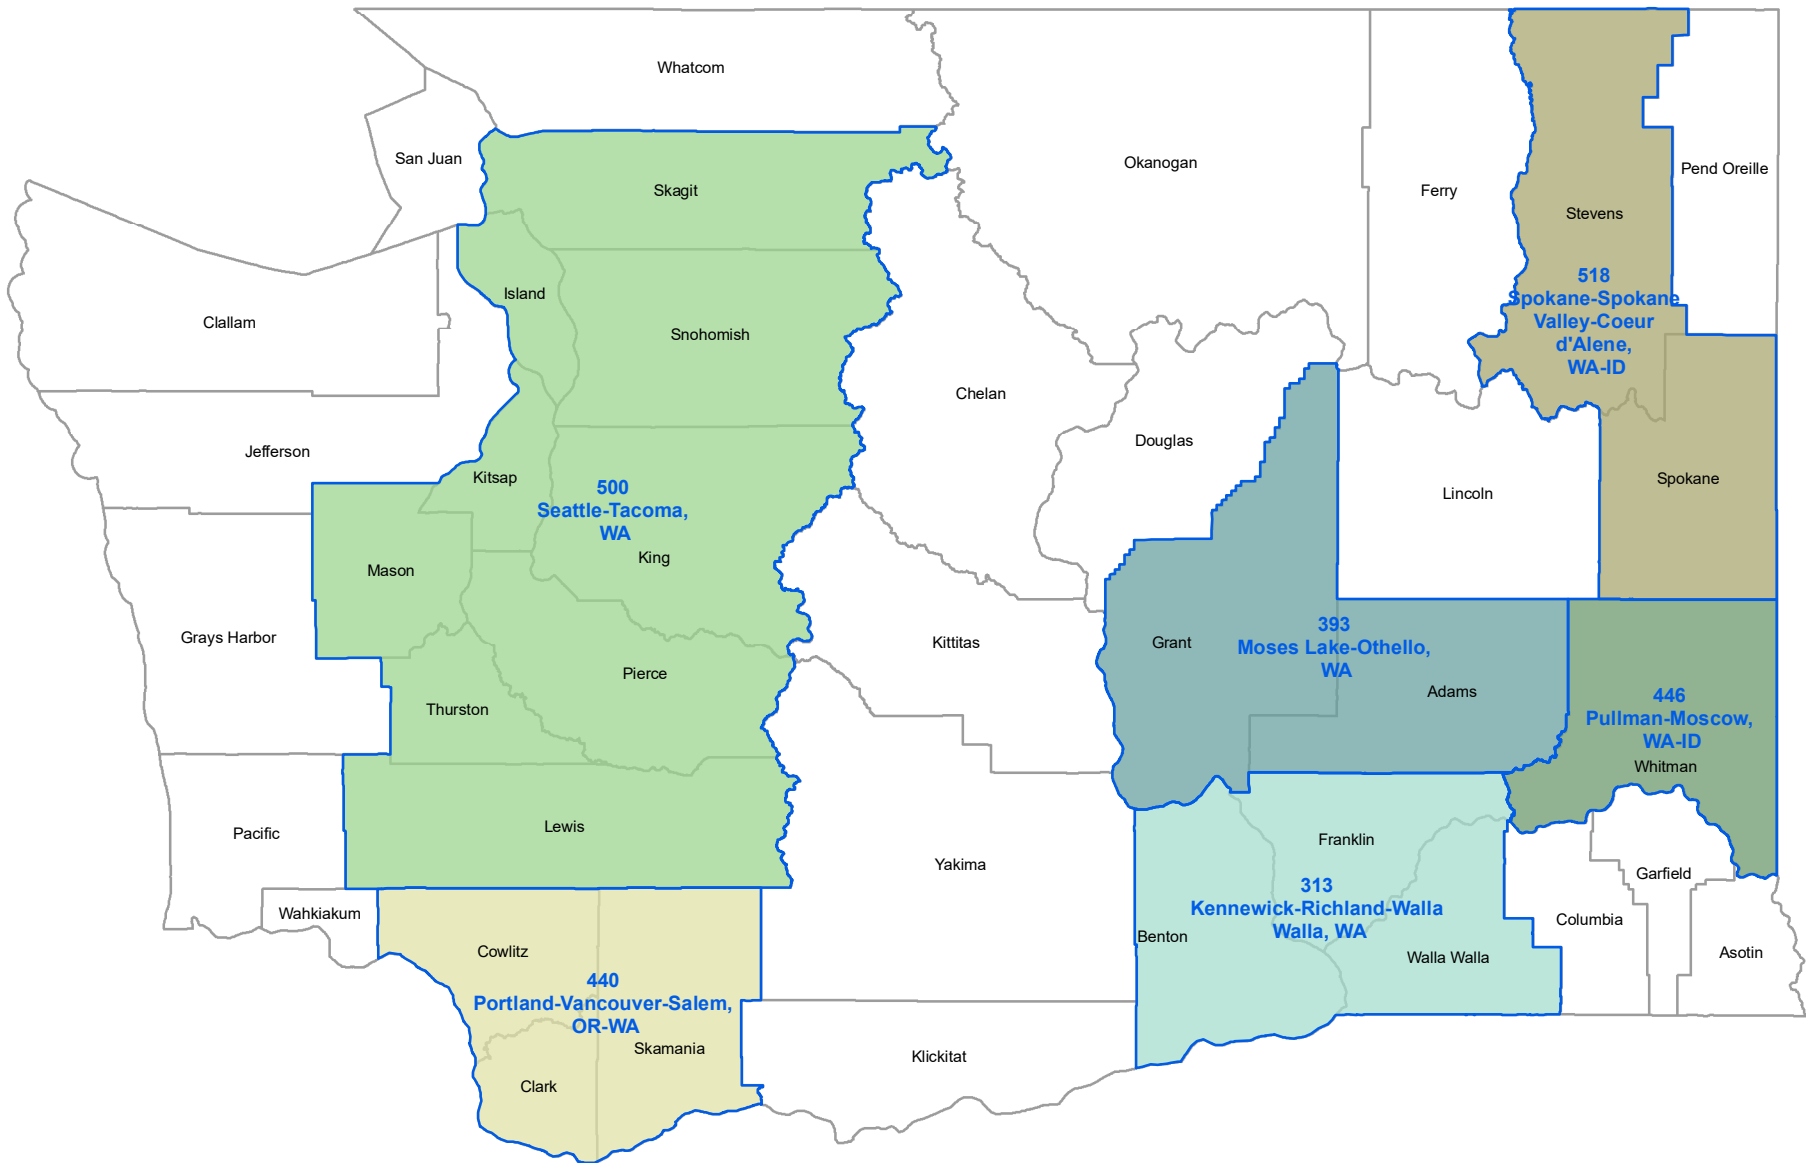 Whatcom
San Juan
Skagit
Okanogan
Ferry
Pend Oreille
Stevens
518
Spokane-Spokane
Valley-Coeur
d'Alene,
WA-ID
Island
Clallam
Snohomish
Chelan
Douglas
Jefferson
Kitsap
500
Seattle-Tacoma,
WA
King
Lincoln
Spokane
Mason
Grays Harbor
Kittitas
Grant
393
Moses Lake-Othello,
WA
Adams
Pierce
Thurston
446
Pullman-Moscow,
WA-ID
Whitman
Pacific
Lewis
Yakima
Franklin
Garfield
313
Kennewick-Richland-Walla
Walla, WA
Benton
Walla Walla
Columbia
Asotin
Wahkiakum
Cowlitz
440
Portland-Vancouver-Salem,
OR-WA
Skamania
Clark
Klickitat